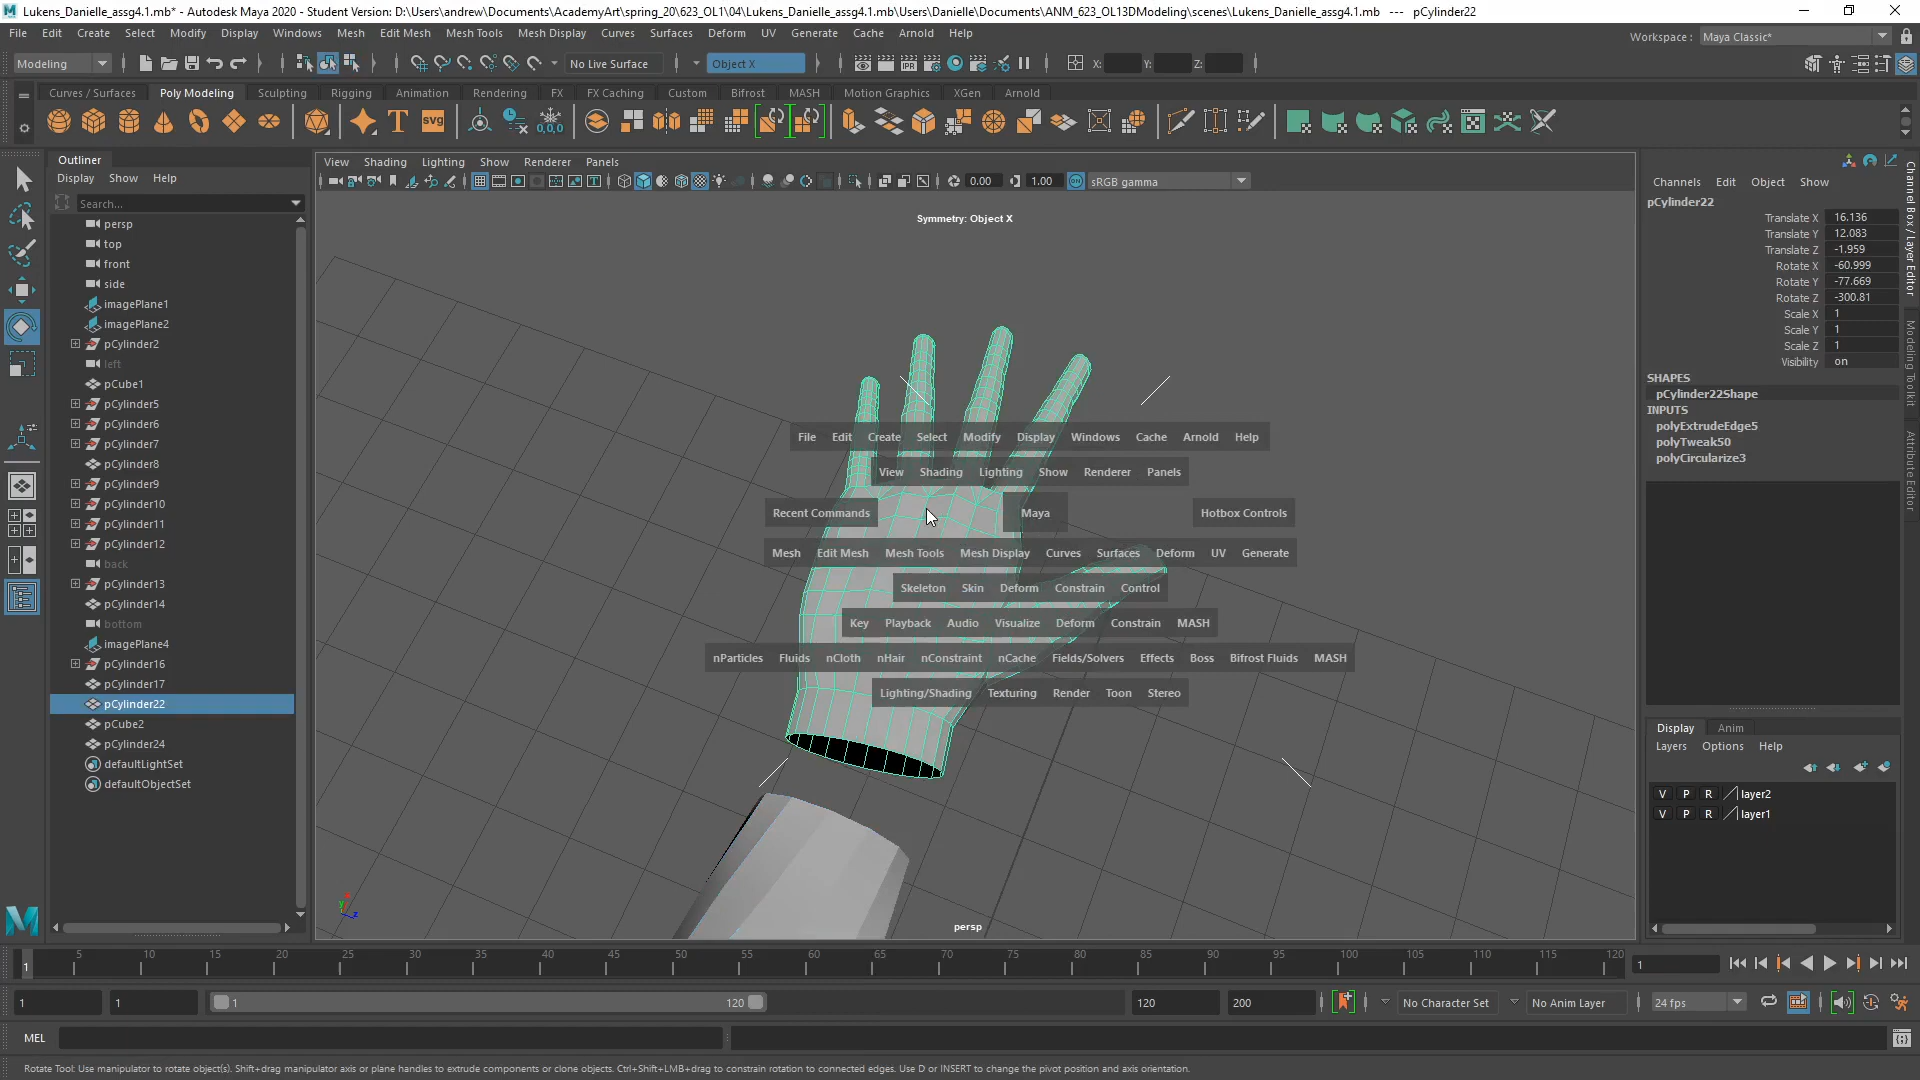 Lukens_Danielle_assg4.1.mb* - Autodesk Maya 2020 - Student Version: D:\Users\andrew\Documents\AcademyArt\spring_20\623_OL1\04\Lukens_Danielle_assg4.1.mb\Users\Danielle\Documents\ANM_623_OL13DModeling\scenes\Lukens_Danielle_assg4.1.mb --- pCylinder22
File Edit Create Select Modify Display Windows Mesh Edit Mesh Mesh Tools Mesh Display Curves Surfaces Deform UV Generate Cache Arnold Help
Workspace : Maya Classic*
Modeling No Live Surface Object X X: Y: Z:
Curves / Surfaces Poly Modeling Sculpting Rigging Animation Rendering FX FX Caching Custom Bifrost MASH Motion Graphics XGen Arnold
T SVG 0,0,0
Outliner
Display Show Help
Search...
persp
top
front
side
imagePlane1
imagePlane2
pCylinder2
left
pCube1
pCylinder5
pCylinder6
pCylinder7
pCylinder8
pCylinder9
pCylinder10
pCylinder11
pCylinder12
back
pCylinder13
pCylinder14
bottom
imagePlane4
pCylinder16
pCylinder17
pCylinder22
pCube2
pCylinder24
defaultLightSet
defaultObjectSet
View Shading Lighting Show Renderer Panels
0.00 1.00 sRGB gamma
Symmetry: Object X
File Edit Create Select Modify Display Windows Cache Arnold Help
View Shading Lighting Show Renderer Panels
Recent Commands Maya Hotbox Controls
Mesh Edit Mesh Mesh Tools Mesh Display Curves Surfaces Deform UV Generate
Skeleton Skin Deform Constrain Control
Key Playback Audio Visualize Deform Constrain MASH
nParticles Fluids nCloth nHair nConstraint nCache Fields/Solvers Effects Boss Bifrost Fluids MASH
Lighting/Shading Texturing Render Toon Stereo
persp
Channels Edit Object Show
pCylinder22
Translate X 16.136
Translate Y 12.083
Translate Z -1.959
Rotate X -60.999
Rotate Y -77.669
Rotate Z -300.81
Scale X 1
Scale Y 1
Scale Z 1
Visibility on
SHAPES
pCylinder22Shape
INPUTS
polyExtrudeEdge5
polyTweak50
polyCircularize3
Display Anim
Layers Options Help
V P R layer2
V P R layer1
Channel Box / Layer Editor
Modeling Toolkit
Attribute Editor
1 5 10 15 20 25 30 35 40 45 50 55 60 65 70 75 80 85 90 95 100 105 110 115 120 1
1 1 1 120 120 200 No Character Set No Anim Layer 24 fps
MEL
Rotate Tool: Use manipulator to rotate object(s). Shift+drag manipulator axis or plane handles to extrude components or clone objects. Ctrl+Shift+LMB+drag to constrain rotation to connected edges. Use D or INSERT to change the pivot position and axis orientation.